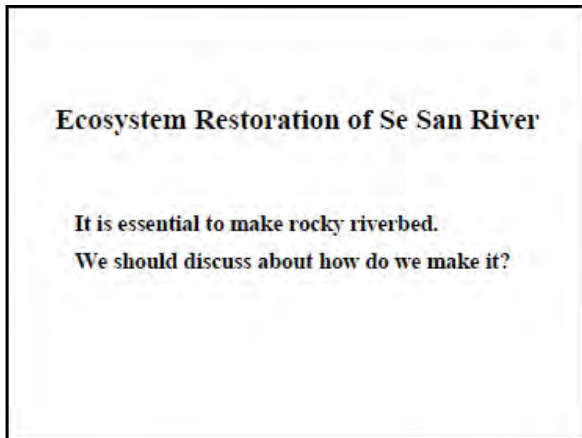 Ecosystem Restoration of Se San River
It is essential to make rocky riverbed.
We should discuss about how do we make it?